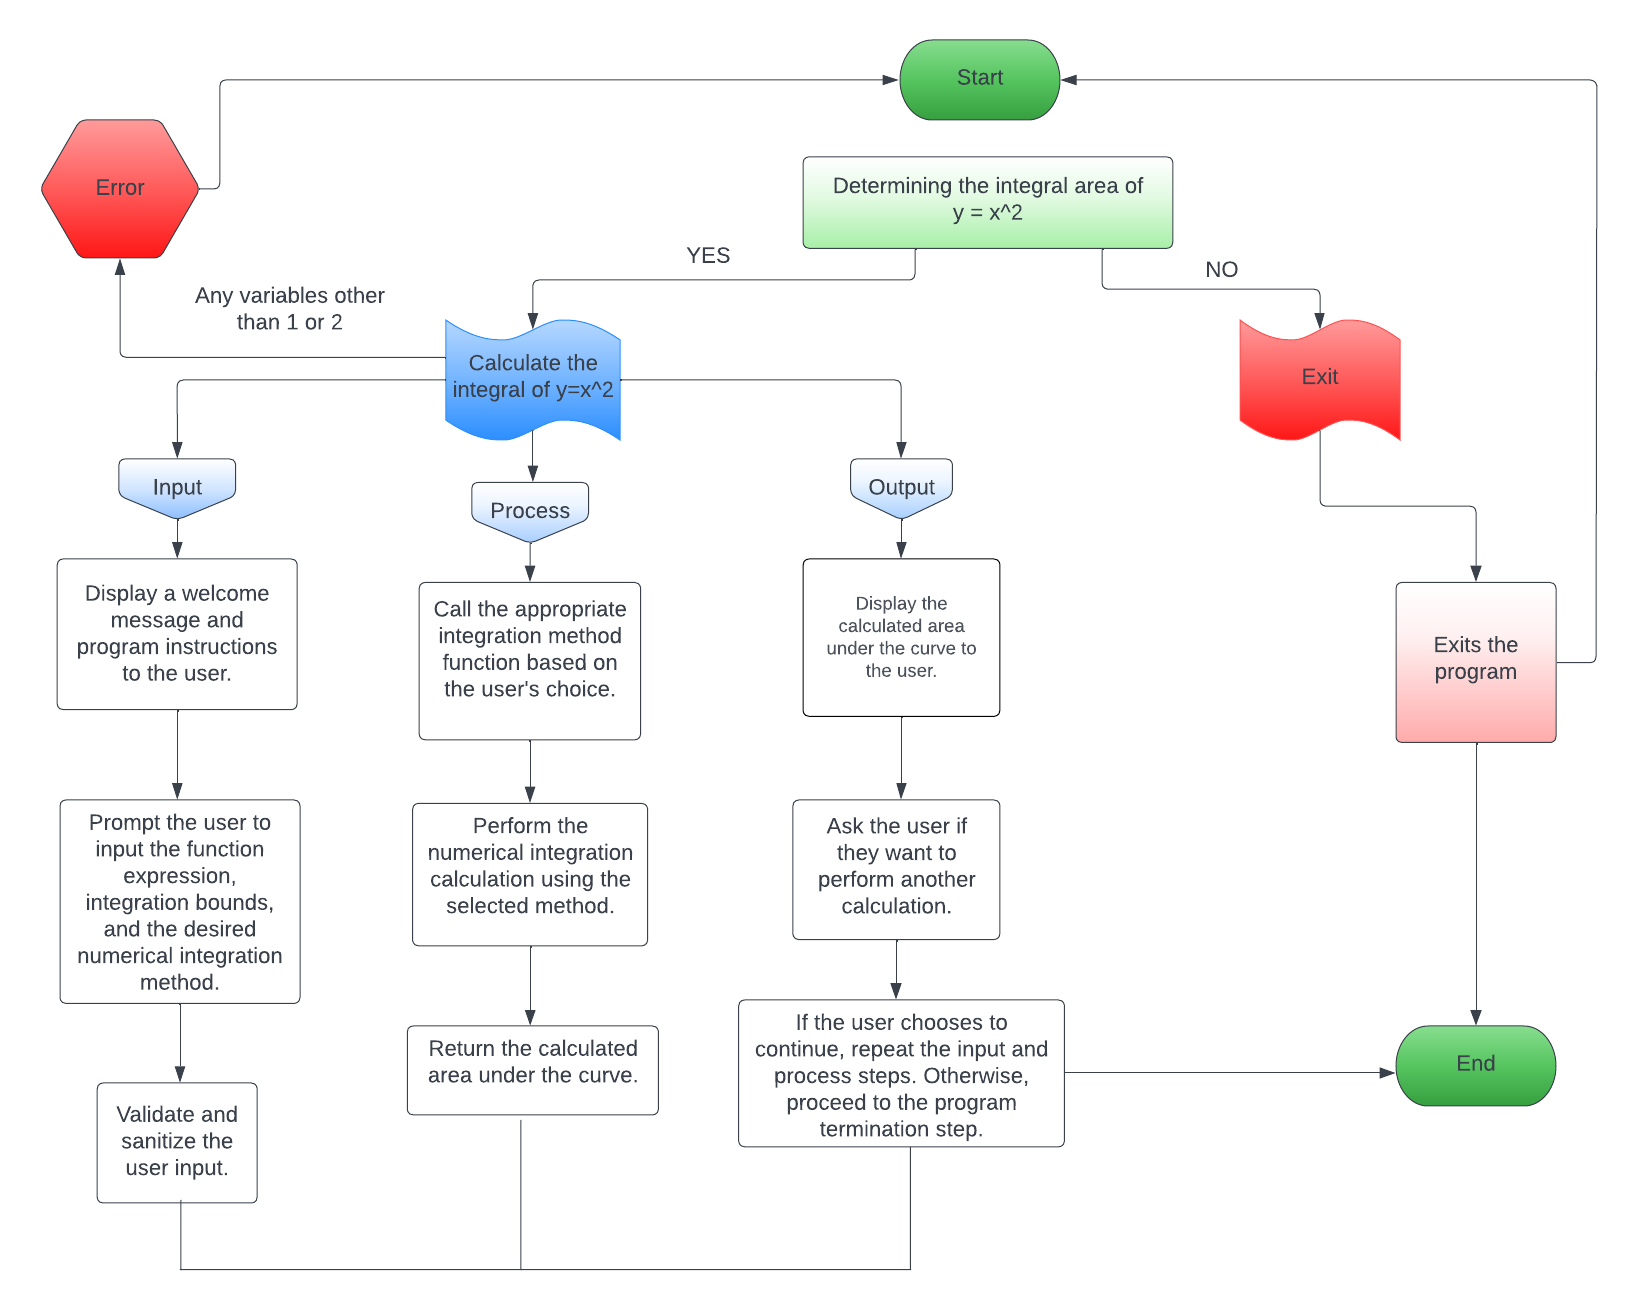 Start
Error
Determining the integral area of
y = x^2
YES
NO
Any variables other
than 1 or 2
Calculate the
integral of y=x^2
Exit
Input
Process
Output
Display a welcome
message and
program instructions
to the user.
Call the appropriate
integration method
function based on
the user's choice.
Display the
calculated area
under the curve to
the user.
Exits the
program
Prompt the user to
input the function
expression,
integration bounds,
and the desired
numerical integration
method.
Perform the
numerical integration
calculation using the
selected method.
Ask the user if
they want to
perform another
calculation.
Validate and
sanitize the
user input.
Return the calculated
area under the curve.
If the user chooses to
continue, repeat the input and
process steps. Otherwise,
proceed to the program
termination step.
End